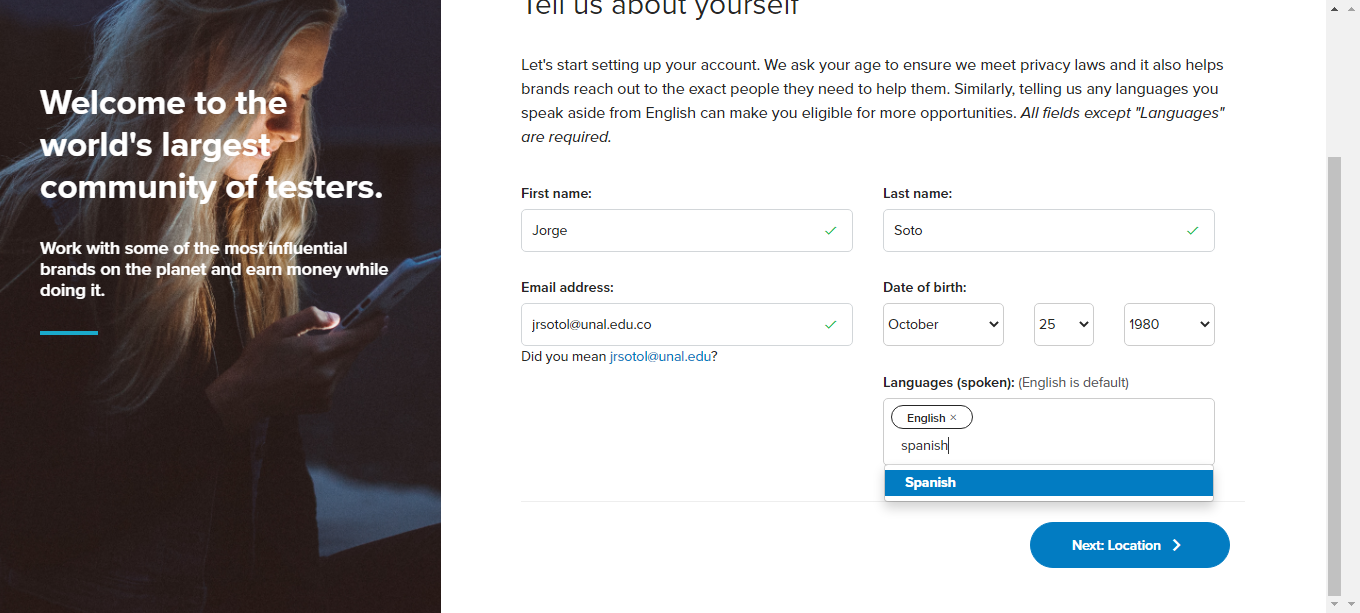 Tell us about yourself
Welcome to the
world's largest
community of testers.
Work with some of the most influential
brands on the planet and earn money while
doing it.
Let's start setting up your account. We ask your age to ensure we meet privacy laws and it also helps
brands reach out to the exact people they need to help them. Similarly, telling us any languages you
speak aside from English can make you eligible for more opportunities. All fields except "Languages"
are required.
First name:
Last name:
Jorge
Soto
Email address:
Date of birth:
jrsotol@unal.edu.co
October
25
1980
Did you mean jrsotol@unal.edu?
Languages (spoken): (English is default)
English ×
spanish
Spanish
Next: Location